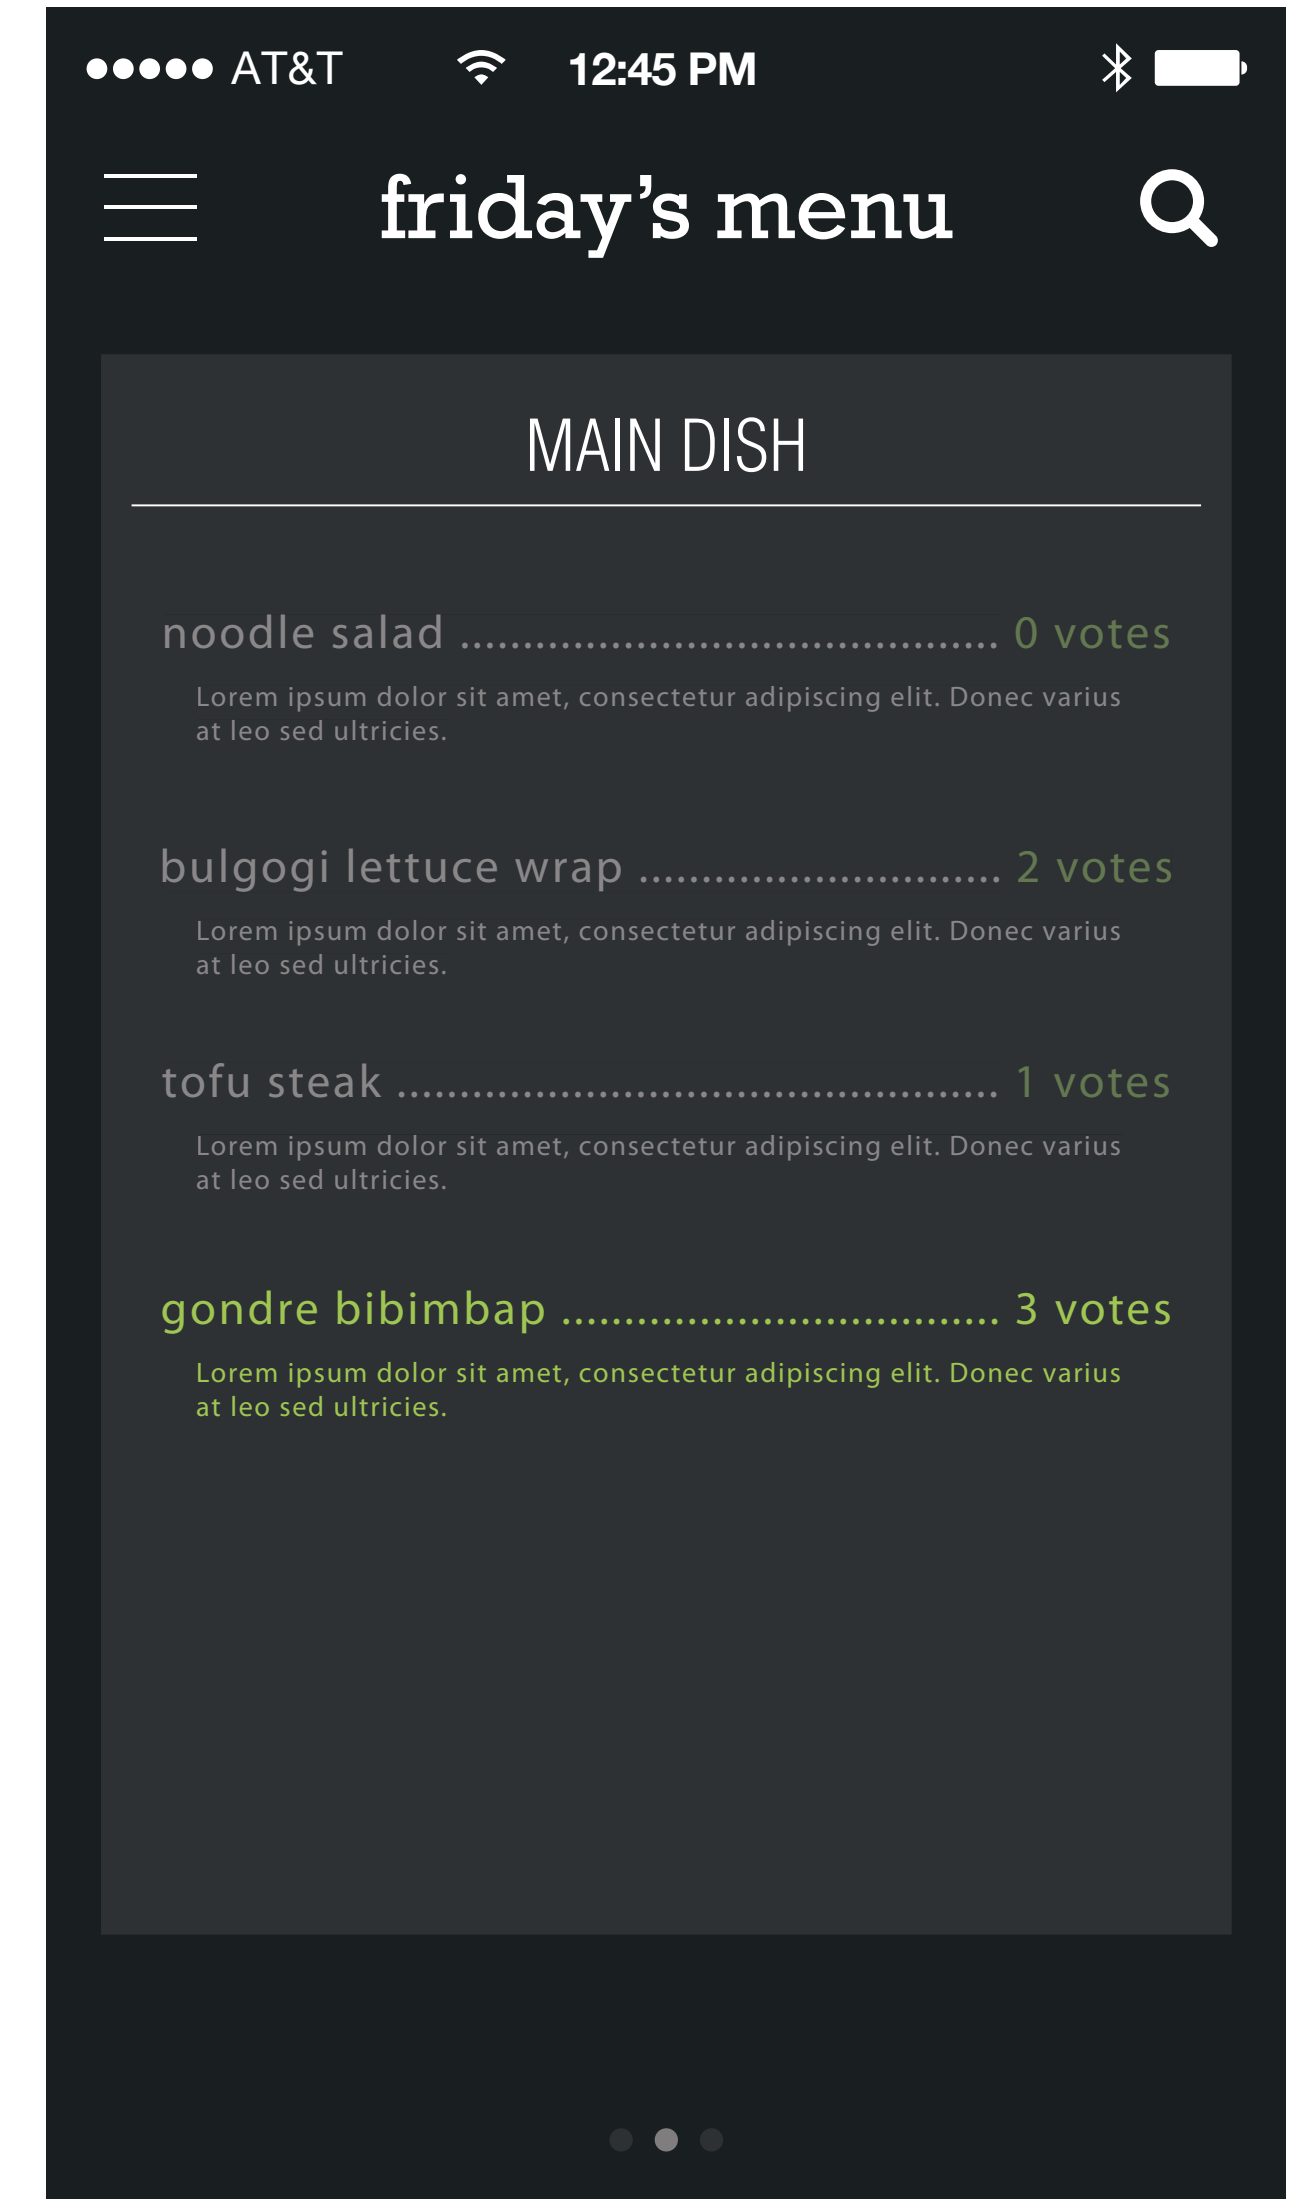 AT&T 12:45 PM
friday's menu
MAIN DISH
noodle salad ........................................... 0 votes
Lorem ipsum dolor sit amet, consectetur adipiscing elit. Donec varius
at leo sed ultricies.
bulgogi lettuce wrap ............................. 2 votes
Lorem ipsum dolor sit amet, consectetur adipiscing elit. Donec varius
at leo sed ultricies.
tofu steak ................................................ 1 votes
Lorem ipsum dolor sit amet, consectetur adipiscing elit. Donec varius
at leo sed ultricies.
gondre bibimbap ................................... 3 votes
Lorem ipsum dolor sit amet, consectetur adipiscing elit. Donec varius
at leo sed ultricies.